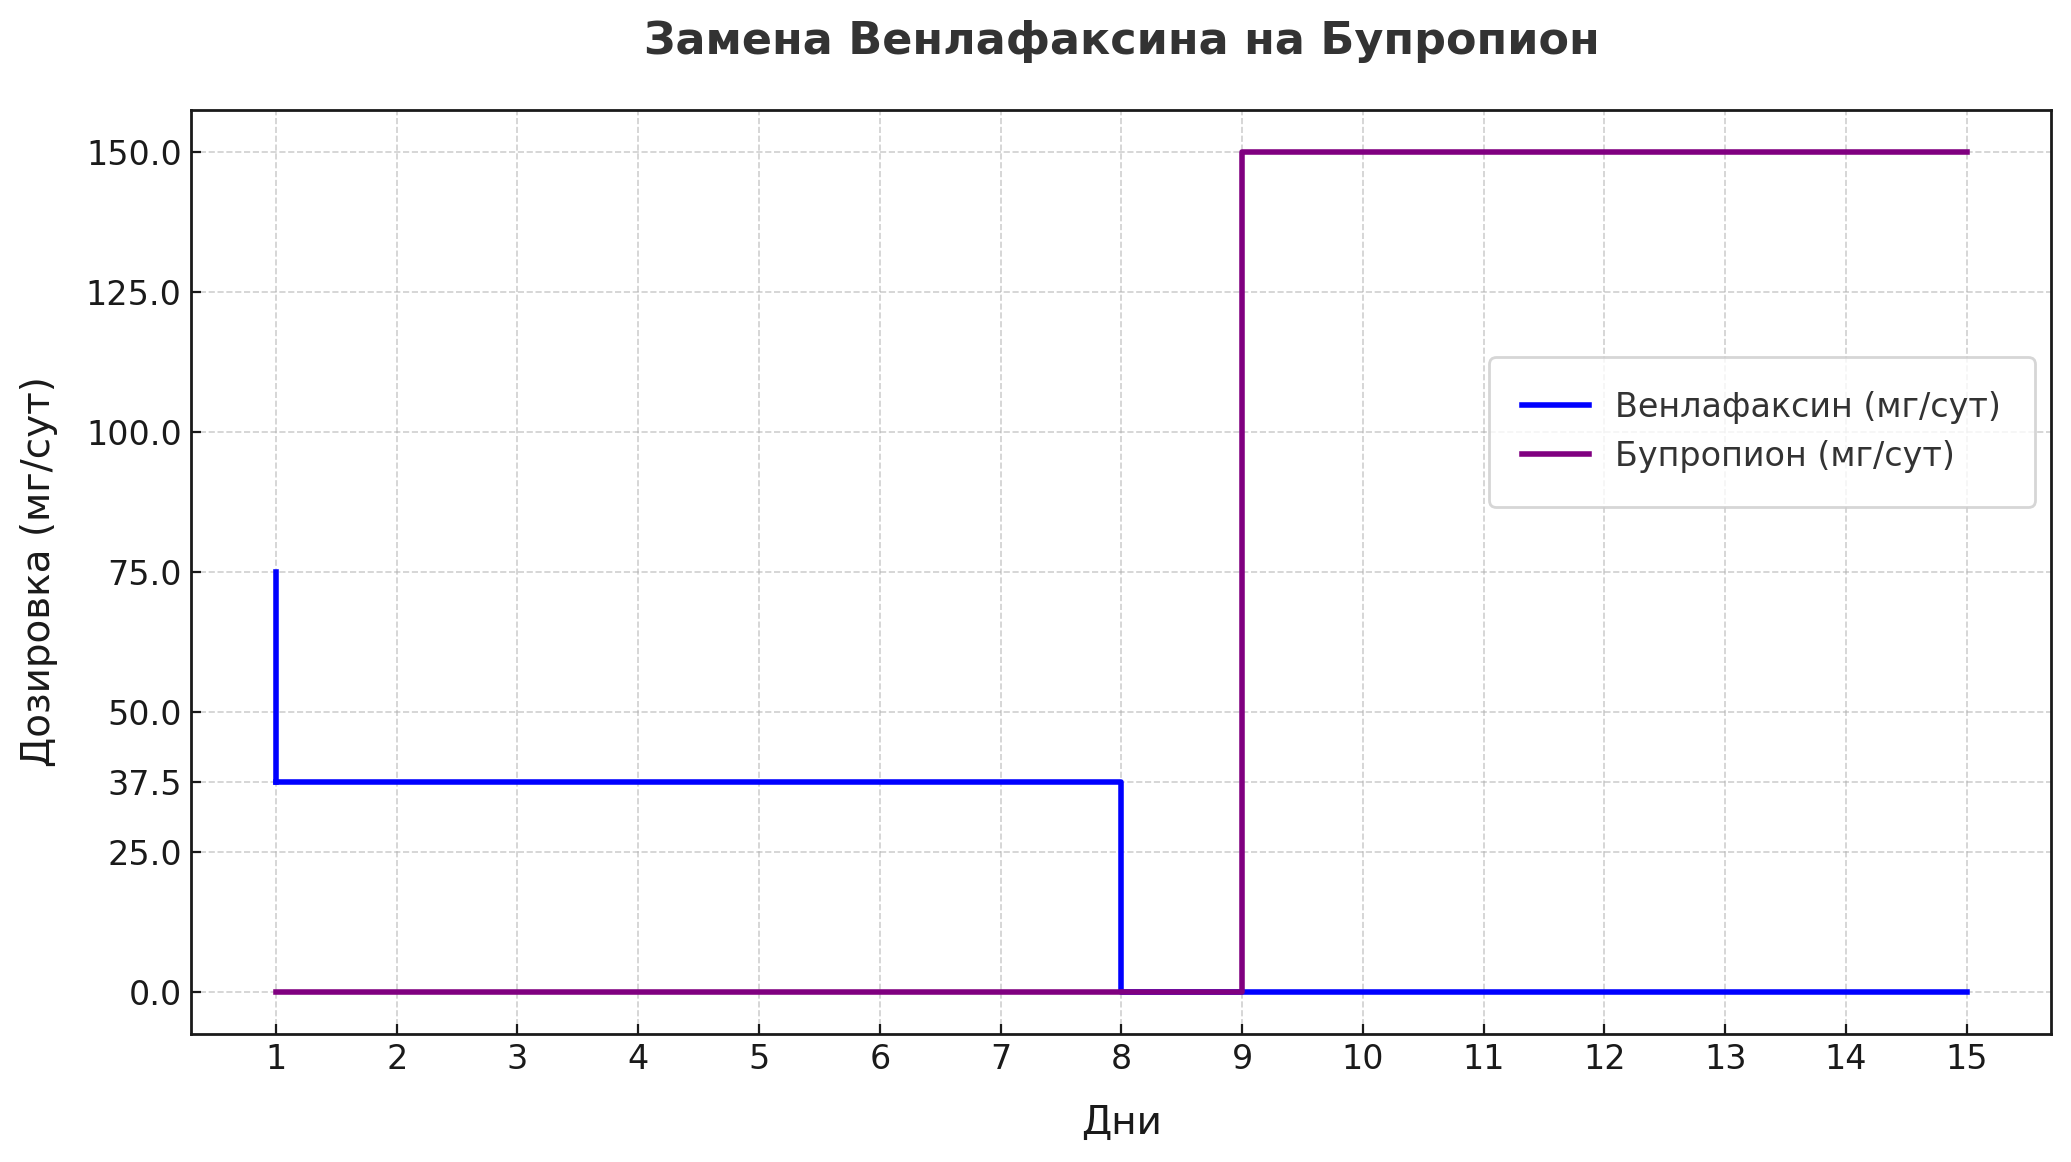 Замена Венлафаксина на Бупропион
Дозировка (мг/сут)
150.0
125.0
100.0
75.0
50.0
37.5
25.0
0.0
Венлафаксин (мг/сут)
Бупропион (мг/сут)
1 2 3 4 5 6 7 8 9 10 11 12 13 14 15
Дни